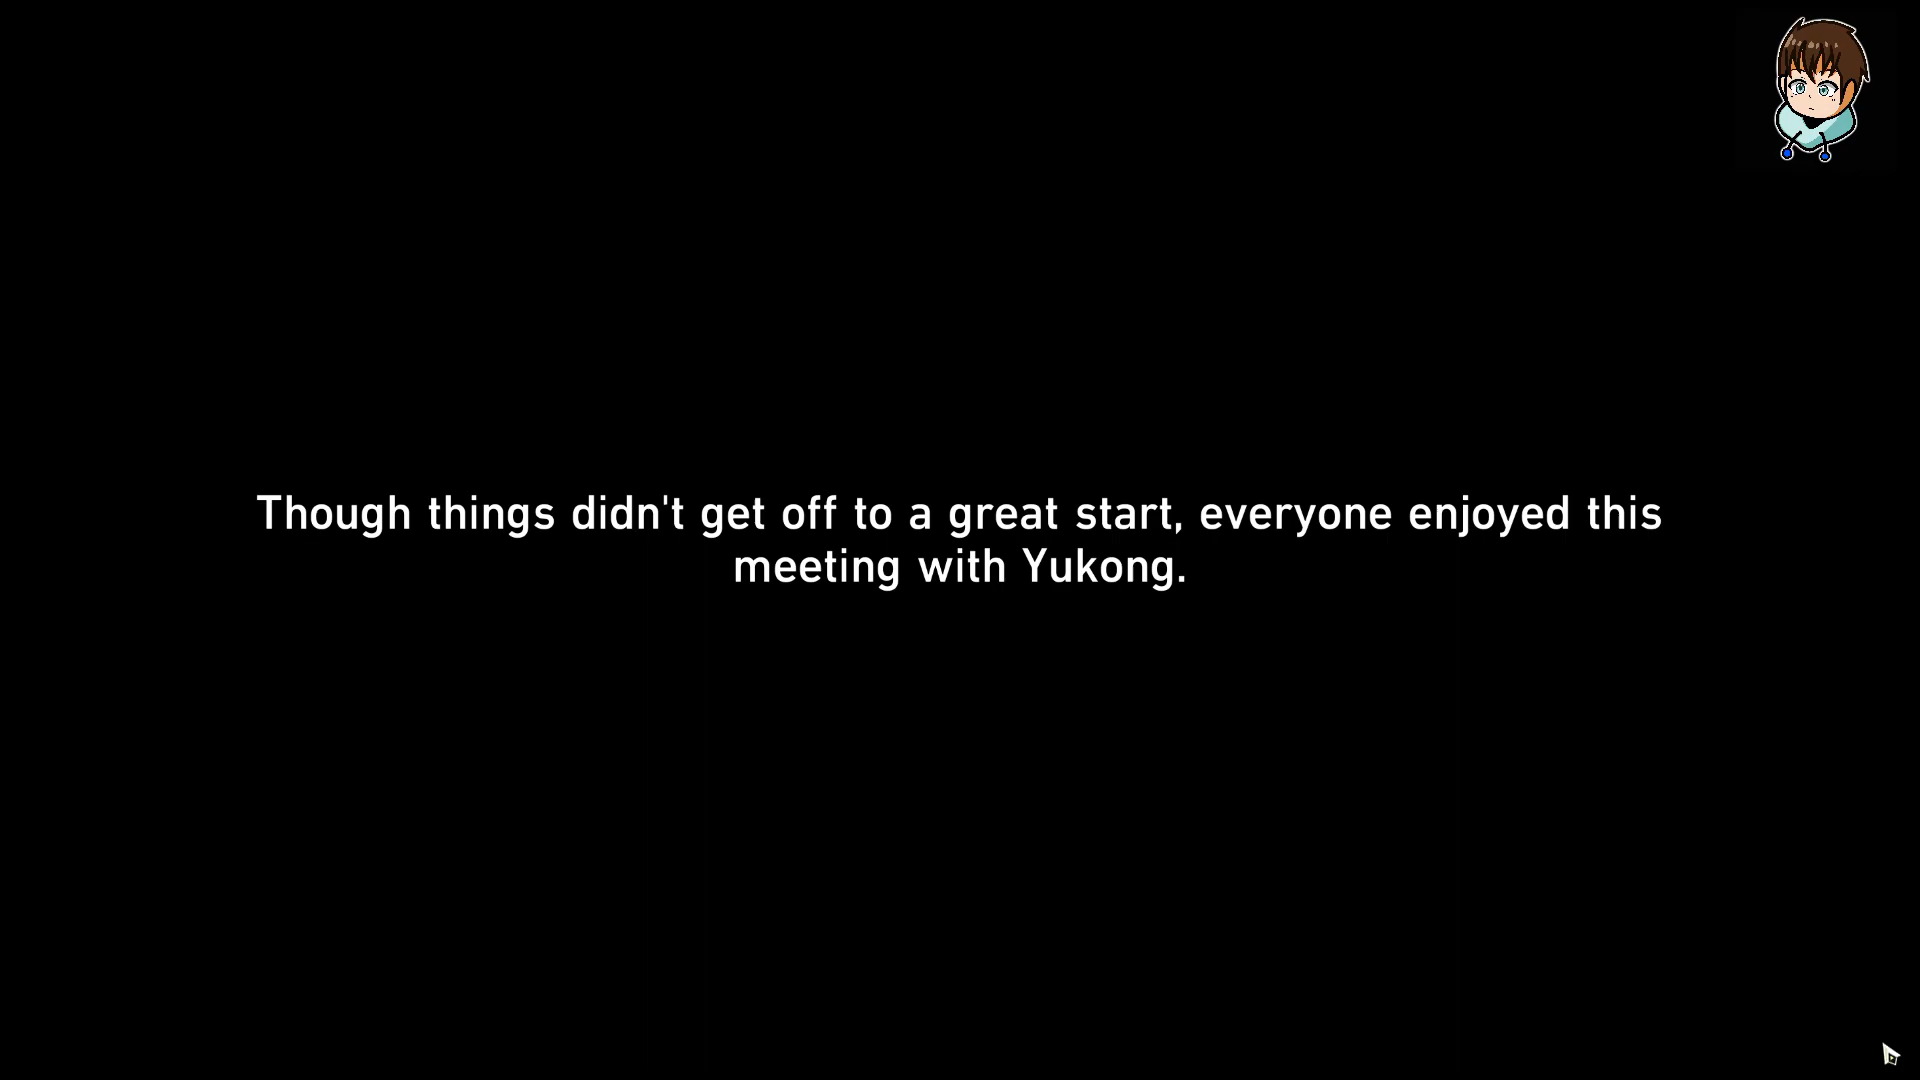 Though things didn't get off to a great start, everyone enjoyed this
meeting with Yukong.